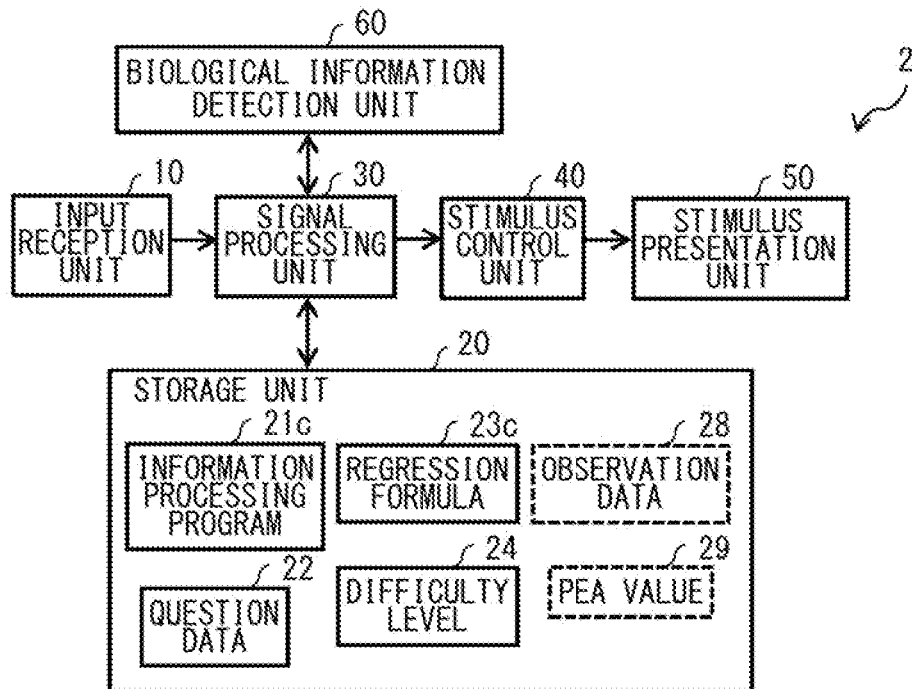 60
BIOLOGICAL INFORMATION
DETECTION UNIT
2
10
INPUT
RECEPTION
UNIT
30
SIGNAL
PROCESSING
UNIT
40
STIMULUS
CONTROL
UNIT
50
STIMULUS
PRESENTATION
UNIT
20
STORAGE UNIT
21c
INFORMATION
PROCESSING
PROGRAM
23c
REGRESSION
FORMULA
28
OBSERVATION
DATA
22
QUESTION
DATA
24
DIFFICULTY
LEVEL
29
PEA VALUE